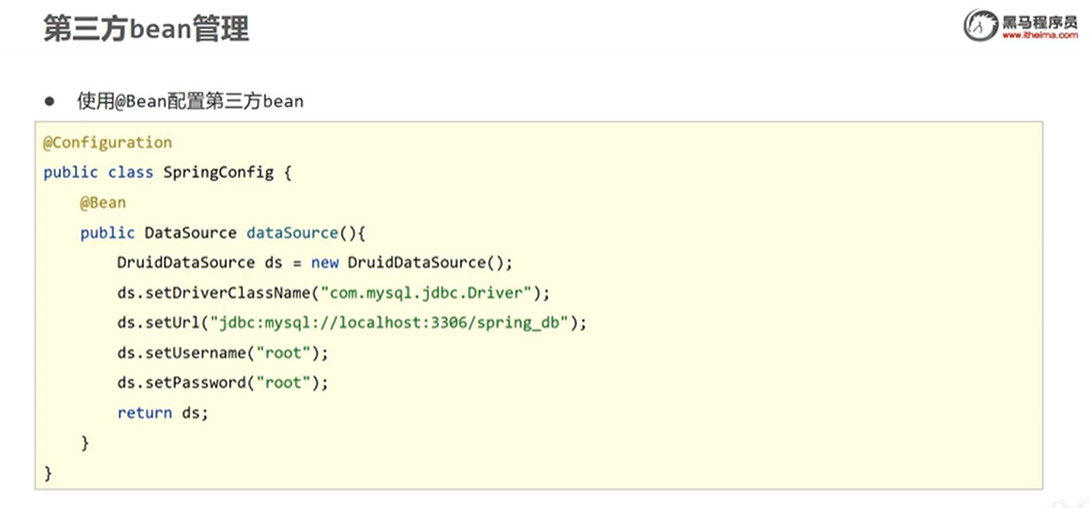 第三方bean管理
黑马程序员
www.itheima.com
● 使用@Bean配置第三方bean
@Configuration
public class SpringConfig {
    @Bean
    public DataSource dataSource(){
        DruidDataSource ds = new DruidDataSource();
        ds.setDriverClassName("com.mysql.jdbc.Driver");
        ds.setUrl("jdbc:mysql://localhost:3306/spring_db");
        ds.setUsername("root");
        ds.setPassword("root");
        return ds;
    }
}